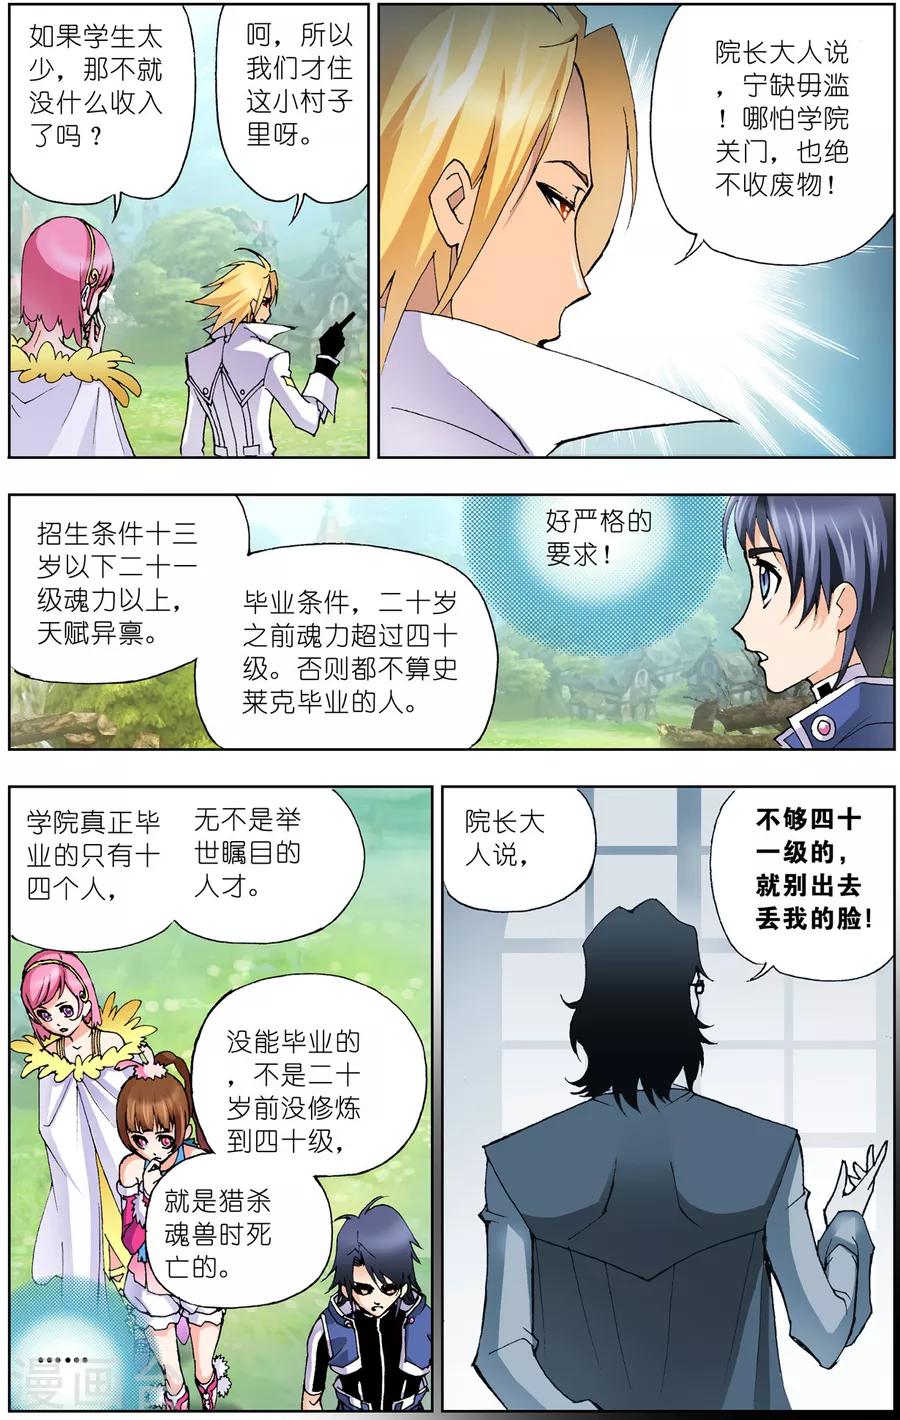 如果学生太
少，那不就
没什么收入
了吗？
呵，所以
我们才住
这小村子
里呀。
院长大人说
，宁缺毋滥
！哪怕学院
关门，也绝
不收废物！
招生条件十三
岁以下二十一
级魂力以上，
天赋异禀。
毕业条件，二十岁
之前魂力超过四十
级。否则都不算史
莱克毕业的人。
好严格的
要求！
学院真正毕
业的只有十
四个人，
无不是举
世瞩目的
人才。
没能毕业的
，不是二十
岁前没修炼
到四十级，
就是猎杀
魂兽时死
亡的。
······
院长大
人说，
不够四十
一级的，
就别出去
丢我的脸！
漫画台